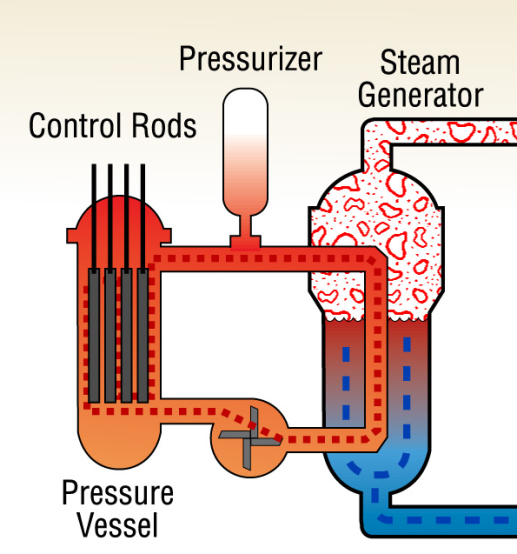 Pressurizer
Steam
Generator
Control Rods
Pressure
Vessel